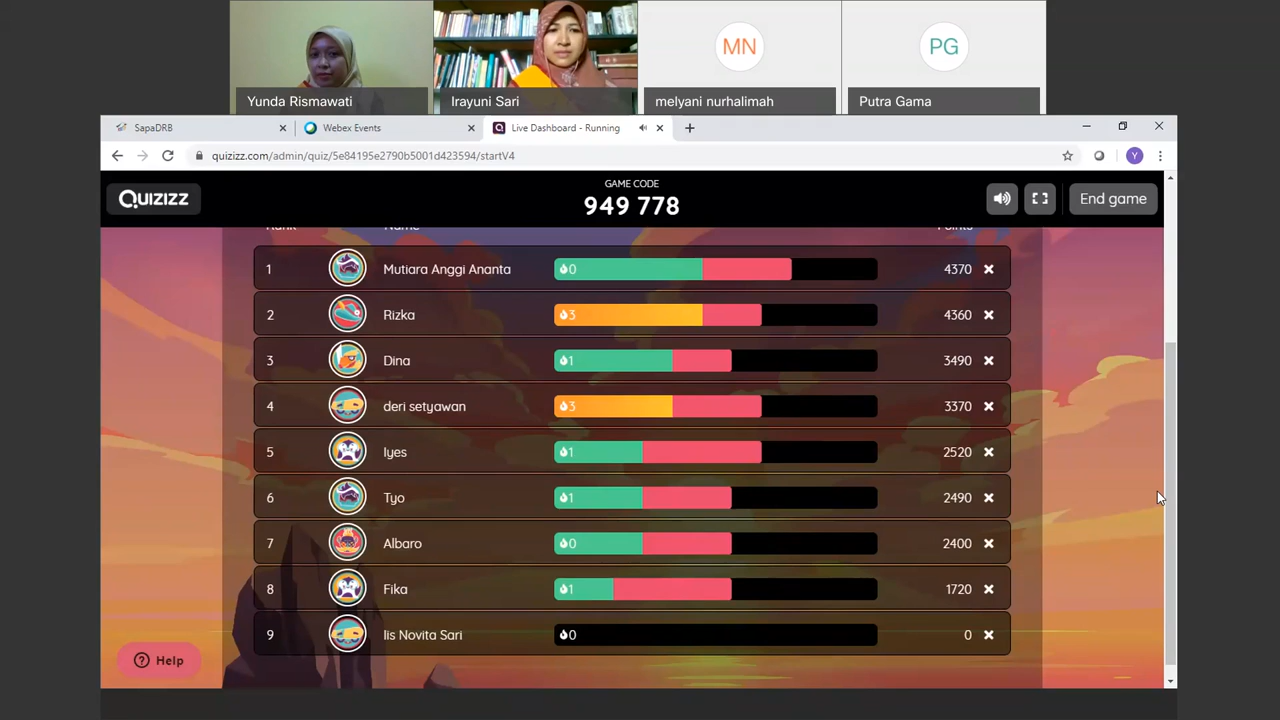 MN
PG
Yunda Rismawati
Irayuni Sari
melyani nurhalimah
Putra Gama
SapaDRB
Webex Events
Live Dashboard - Running
quizizz.com/admin/quiz/5e84195e2790b5001d423594/startV4
Y
QUIZIZZ
GAME CODE
949 778
End game
Rank Name Points
1 Mutiara Anggi Ananta 0 4370
2 Rizka 3 4360
3 Dina 1 3490
4 deri setyawan 3 3370
5 Iyes 1 2520
6 Tyo 1 2490
7 Albaro 0 2400
8 Fika 1 1720
9 Iis Novita Sari 0 0
Help